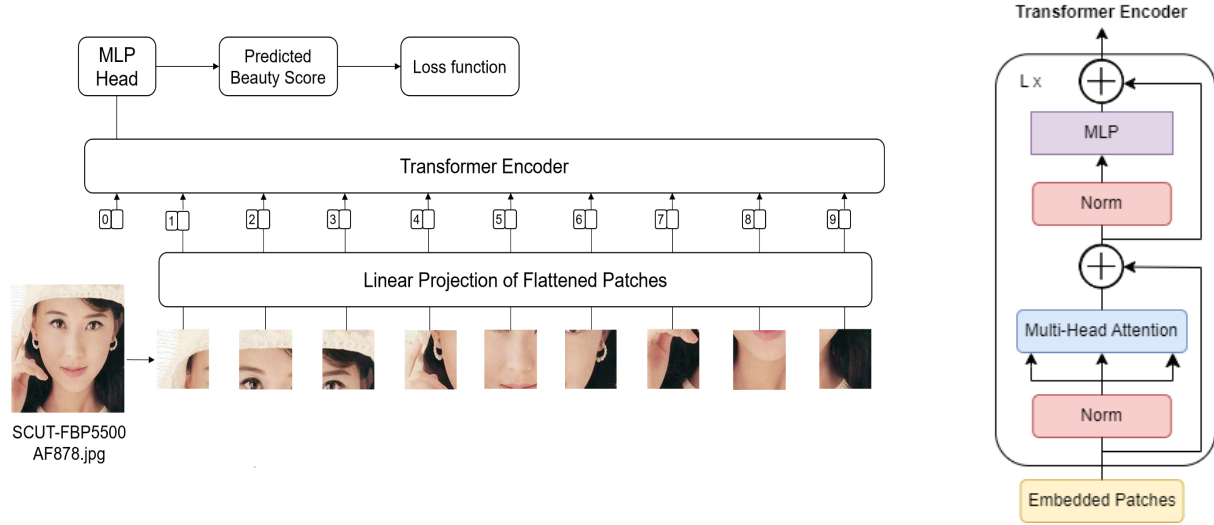 MLP
Head
Predicted
Beauty Score
Loss function
Transformer Encoder
0
1
2
3
4
5
6
7
8
9
Linear Projection of Flattened Patches
SCUT-FBP5500
AF878.jpg
Transformer Encoder
L x
MLP
Norm
Multi-Head Attention
Norm
Embedded Patches